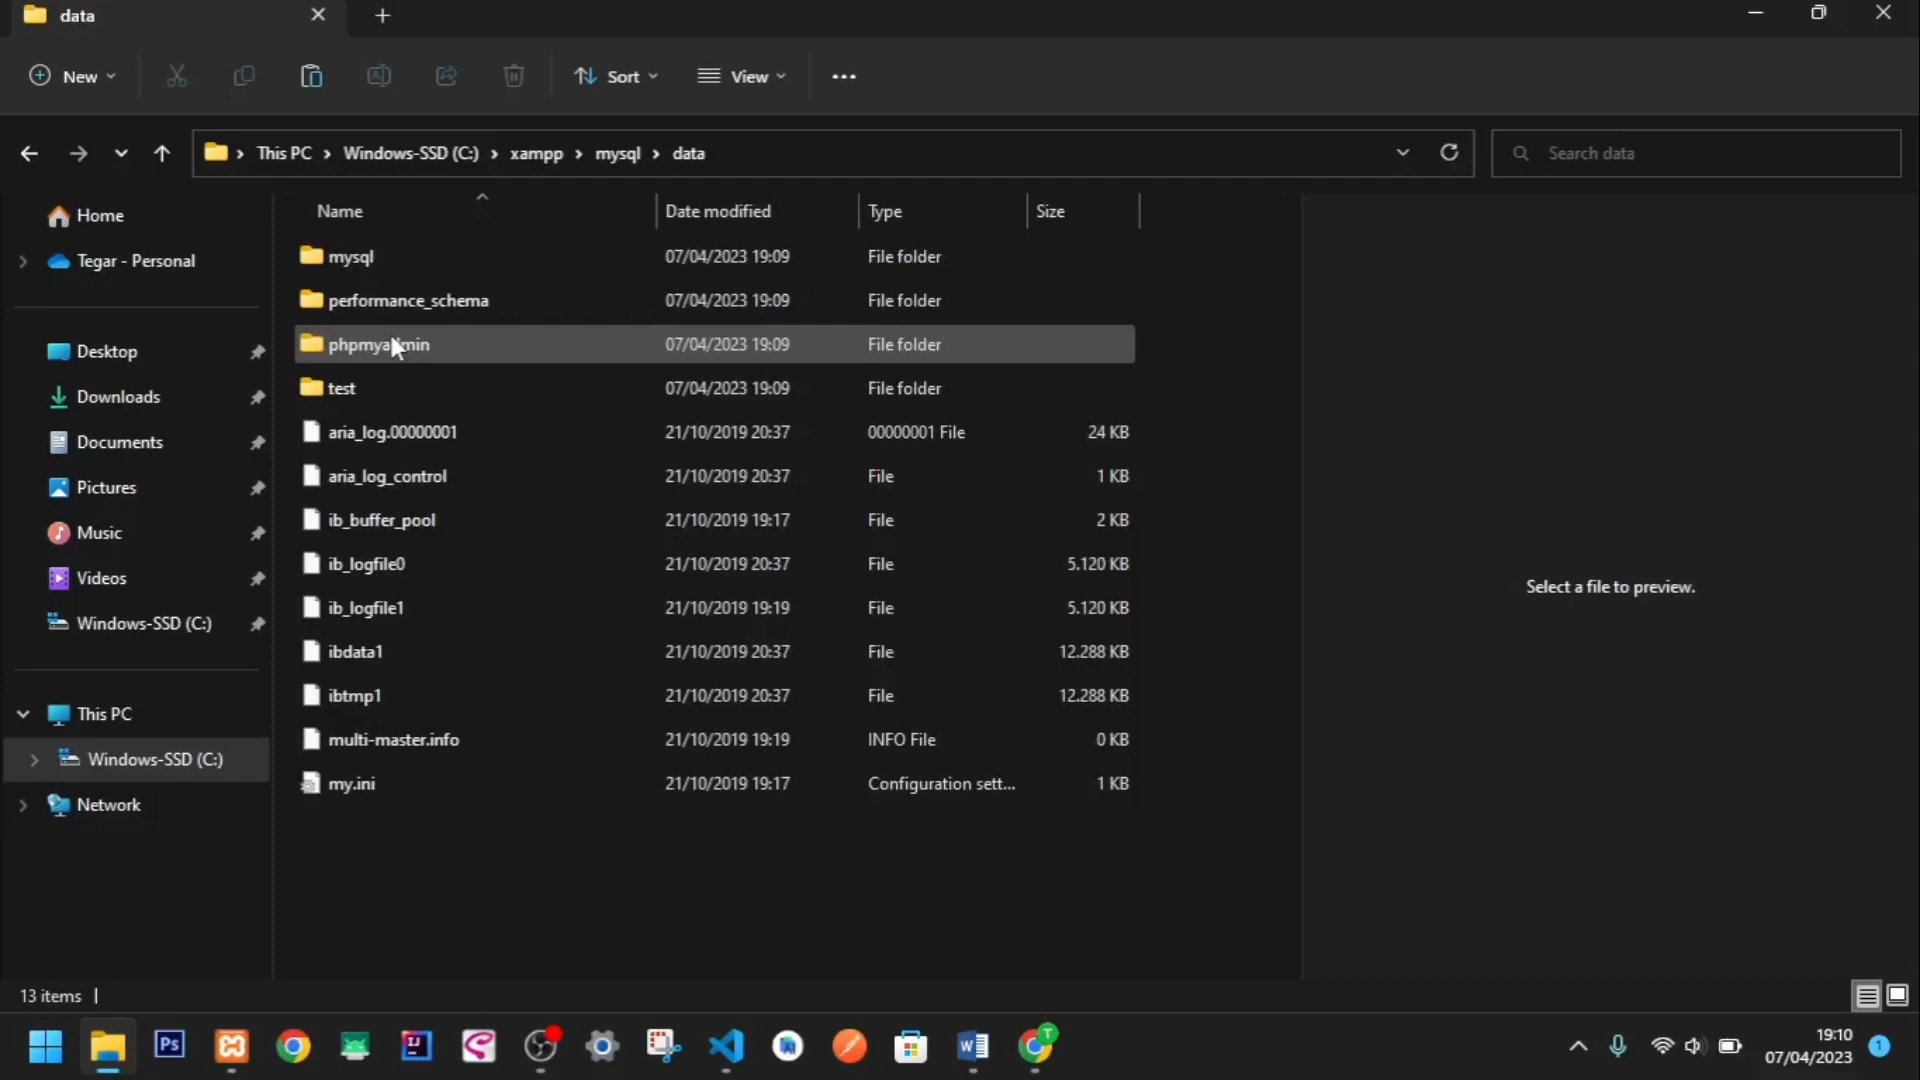 data
New
Sort
View
This PC
Windows-SSD (C:)
xampp
mysql
data
Search data
Home
Tegar - Personal
Desktop
Downloads
Documents
Pictures
Music
Videos
Windows-SSD (C:)
This PC
Windows-SSD (C:)
Network
Name Date modified Type Size
mysql 07/04/2023 19:09 File folder
performance_schema 07/04/2023 19:09 File folder
phpmyadmin 07/04/2023 19:09 File folder
test 07/04/2023 19:09 File folder
aria_log.00000001 21/10/2019 20:37 00000001 File 24 KB
aria_log_control 21/10/2019 20:37 File 1 KB
ib_buffer_pool 21/10/2019 19:17 File 2 KB
ib_logfile0 21/10/2019 20:37 File 5.120 KB
ib_logfile1 21/10/2019 19:19 File 5.120 KB
ibdata1 21/10/2019 20:37 File 12.288 KB
ibtmp1 21/10/2019 20:37 File 12.288 KB
multi-master.info 21/10/2019 19:19 INFO File 0 KB
my.ini 21/10/2019 19:17 Configuration sett... 1 KB
Select a file to preview.
13 items
Ps
IJ
W
T
19:10
07/04/2023
1